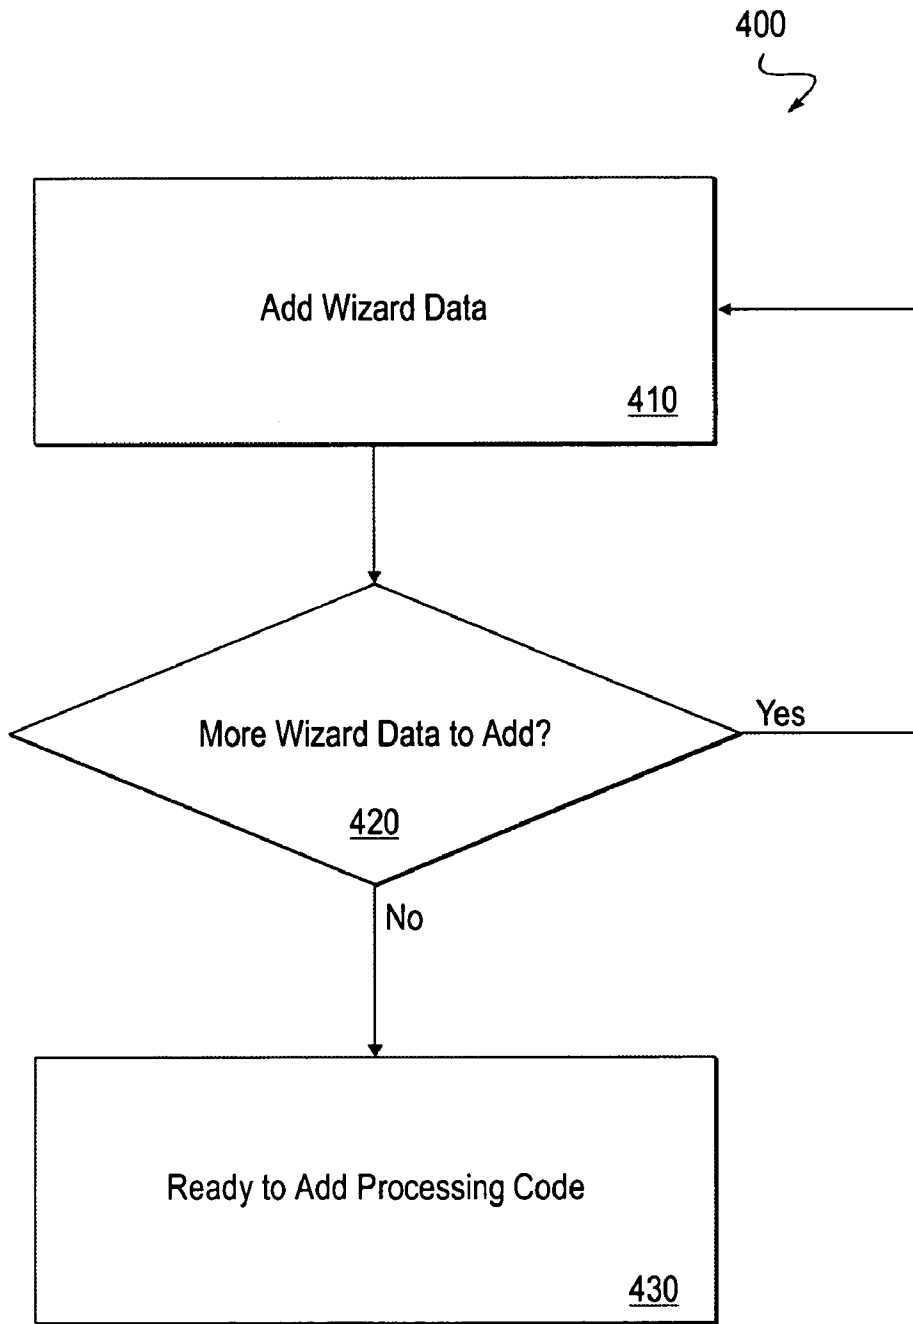 400
Add Wizard Data
410
More Wizard Data to Add?
Yes
420
No
Ready to Add Processing Code
430